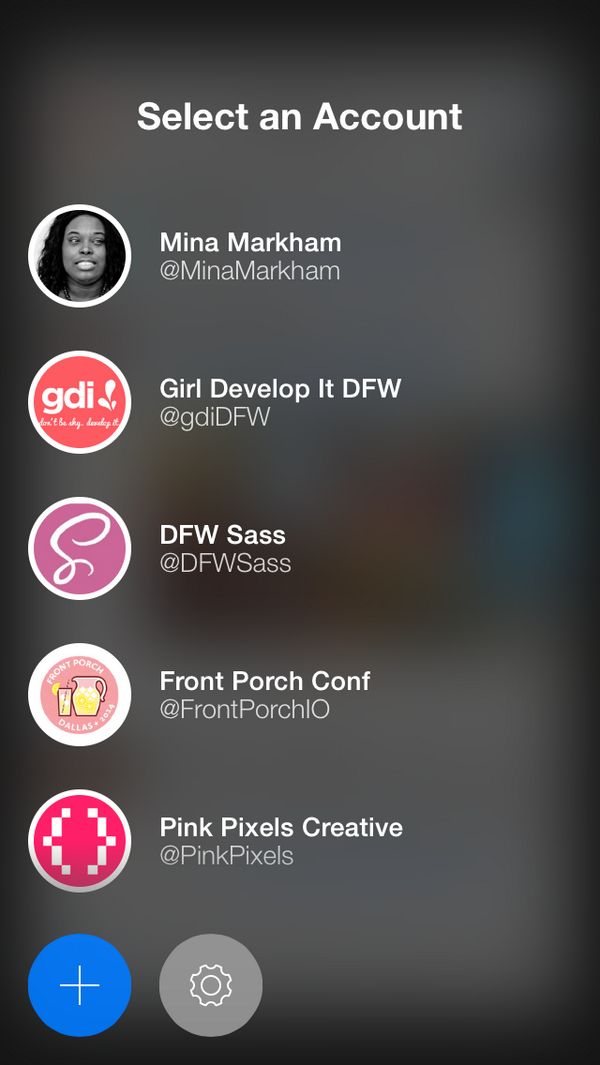 Select an Account
Mina Markham
@MinaMarkham
gdi
don't be shy. develop it.
Girl Develop It DFW
@gdiDFW
DFW Sass
@DFWSass
FRONT PORCH
DALLAS 2014
Front Porch Conf
@FrontPorchIO
{}
Pink Pixels Creative
@PinkPixels